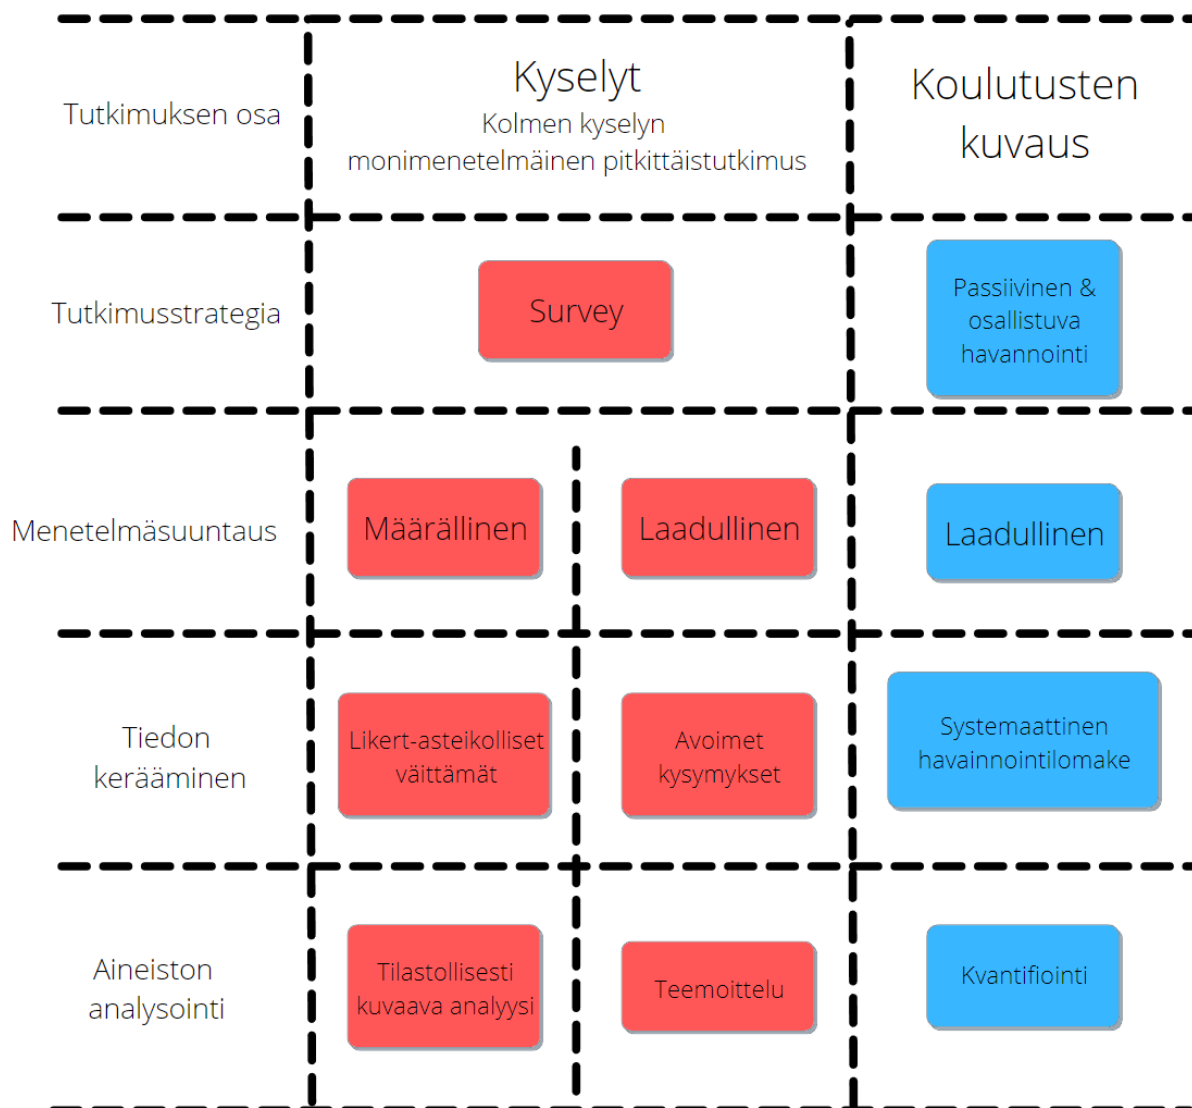 Tutkimuksen osa
Kyselyt
Kolmen kyselyn
monimenetelmäinen pitkittäistutkimus
Koulutusten
kuvaus
Tutkimusstrategia
Survey
Passiivinen &
osallistuva
havannointi
Menetelmäsuuntaus
Määrällinen
Laadullinen
Laadullinen
Tiedon
kerääminen
Likert-asteikolliset
väittämät
Avoimet
kysymykset
Systemaattinen
havainnointilomake
Aineiston
analysointi
Tilastollisesti
kuvaava analyysi
Teemoittelu
Kvantifiointi